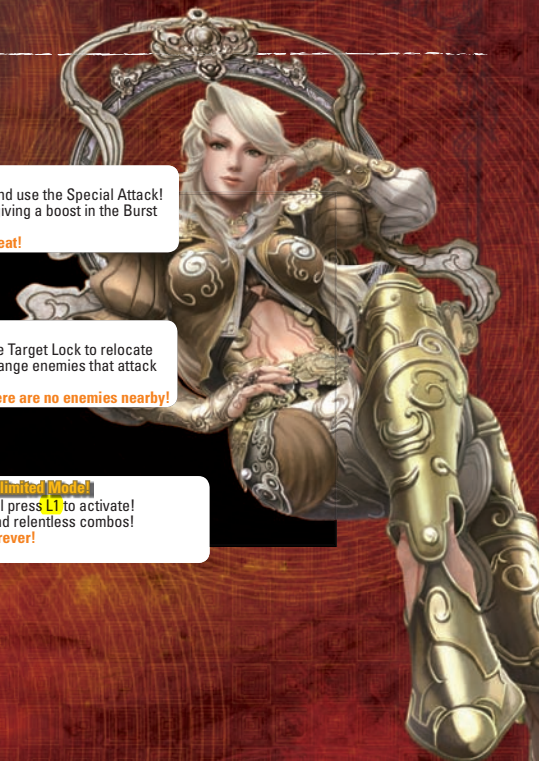 nd use the Special Attack!
iving a boost in the Burst
eat!
e Target Lock to relocate
ange enemies that attack
ere are no enemies nearby!
limited Mode!
l press L1 to activate!
nd relentless combos!
rever!